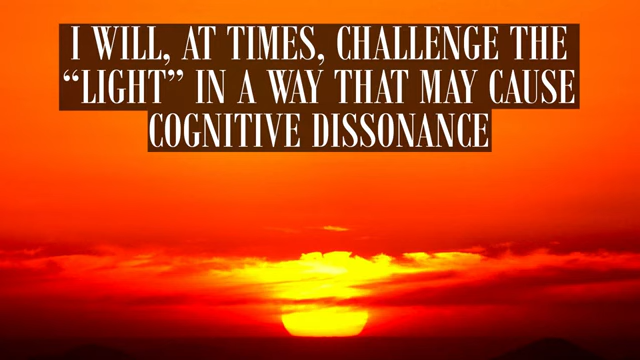 I WILL, AT TIMES, CHALLENGE THE
“LIGHT” IN A WAY THAT MAY CAUSE
COGNITIVE DISSONANCE